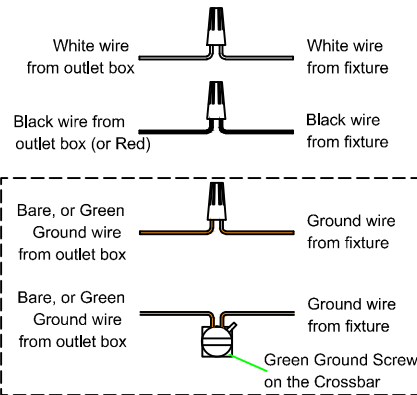 White wire
from outlet box
White wire
from fixture
Black wire from
outlet box (or Red)
Black wire
from fixture
Bare, or Green
Ground wire
from outlet box
Ground wire
from fixture
Bare, or Green
Ground wire
from outlet box
Ground wire
from fixture
Green Ground Screw
on the Crossbar